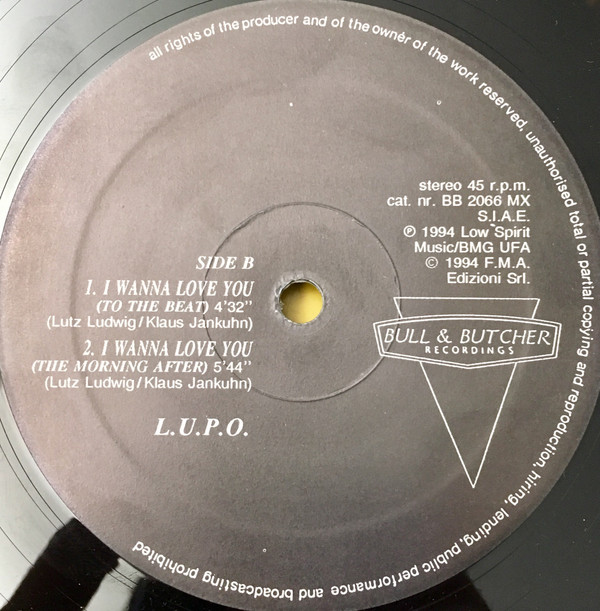 all rights of the producer and of the owner of the work reserved, unauthorised total or partial copying and reproduction, hiring, lending, public performance and broadcasting prohibited
stereo 45 r.p.m.
cat. nr. BB 2066 MX
S.I.A.E.
℗ 1994 Low Spirit
Music/BMG UFA
© 1994 F.M.A.
Edizioni Srl.
SIDE B
1. I WANNA LOVE YOU
(TO THE BEAT) 4'32"
(Lutz Ludwig/Klaus Jankuhn)
2. I WANNA LOVE YOU
(THE MORNING AFTER) 5'44"
(Lutz Ludwig/Klaus Jankuhn)
L.U.P.O.
BULL & BUTCHER
RECORDINGS